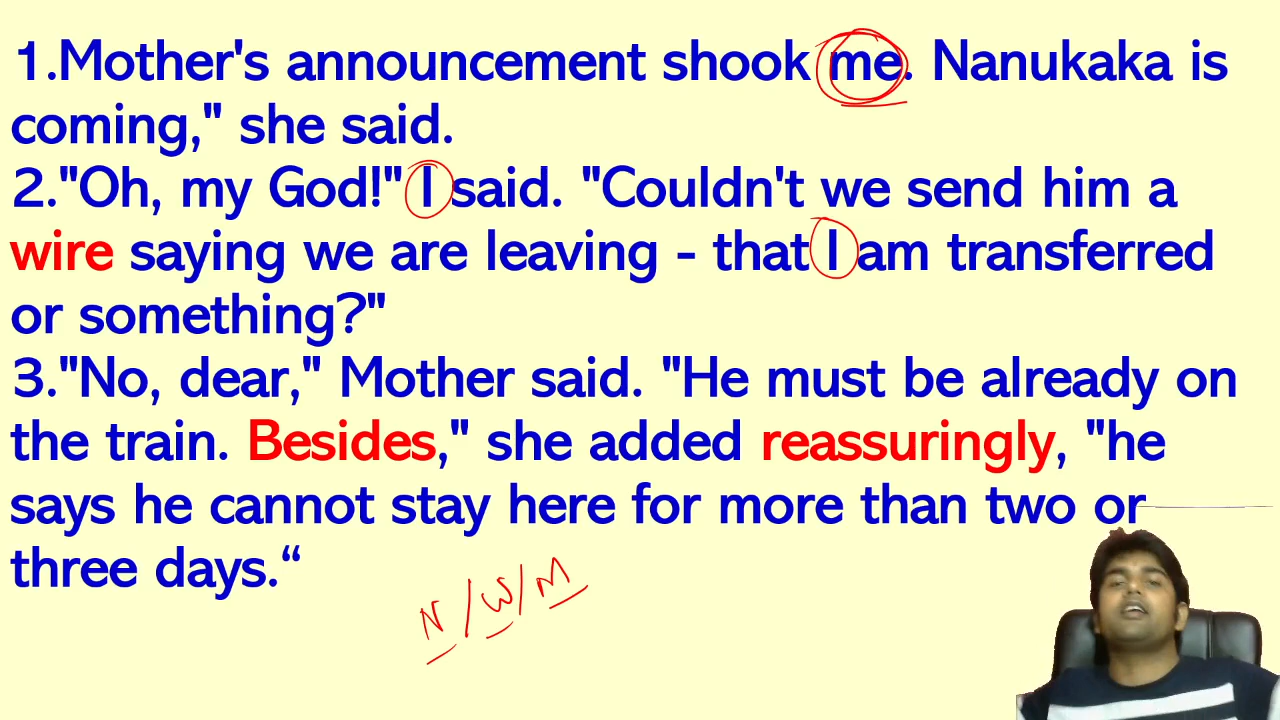 1.Mother's announcement shook me. Nanukaka is
coming," she said.
2."Oh, my God!" I said. "Couldn't we send him a
wire saying we are leaving - that I am transferred
or something?"
3."No, dear," Mother said. "He must be already on
the train. Besides," she added reassuringly, "he
says he cannot stay here for more than two or
three days.“
N/W/M